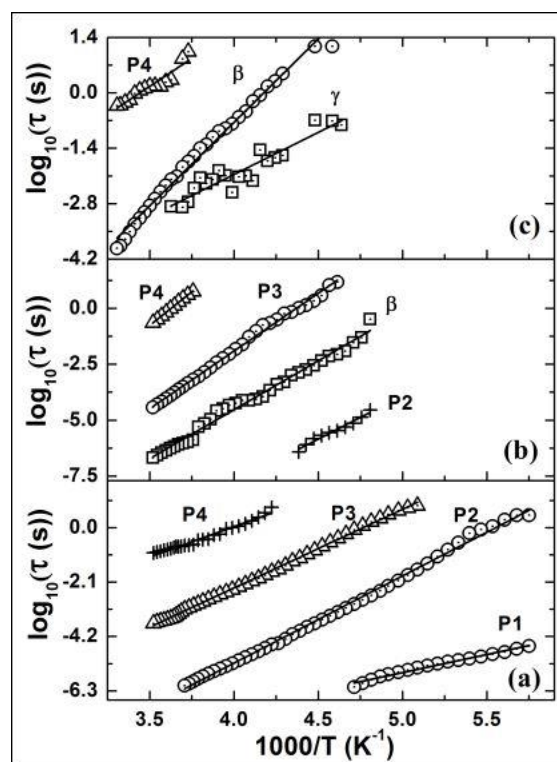 1.4
0.0
-1.4
-2.8
-4.2
log10(τ (s))
P4
β
γ
(c)
0.0
-2.5
-5.0
-7.5
log10(τ (s))
P4
P3
β
P2
(b)
0.0
-2.1
-4.2
-6.3
log10(τ (s))
P4
P3
P2
P1
(a)
3.5 4.0 4.5 5.0 5.5
1000/T (K-1)